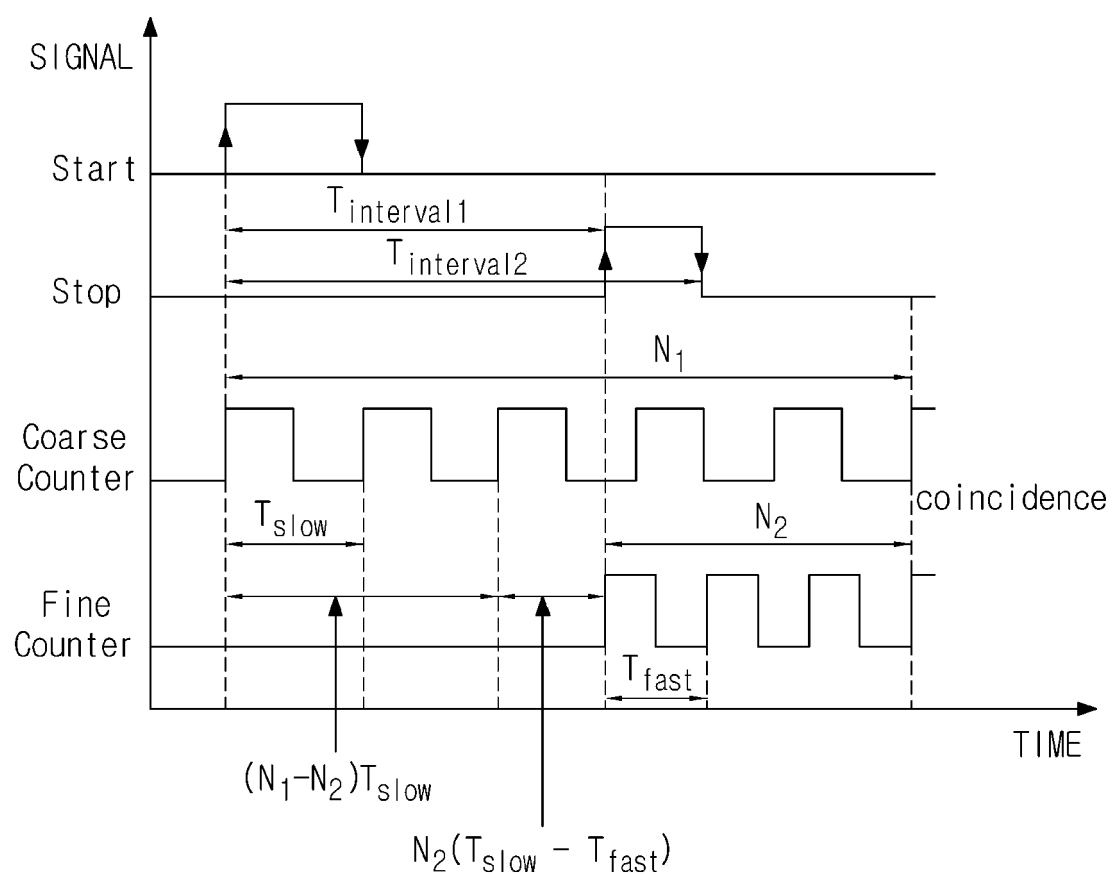 SIGNAL
Start
T_interval1
T_interval2
Stop
N_1
Coarse
Counter
coincidence
T_slow
N_2
Fine
Counter
T_fast
TIME
(N_1-N_2)T_slow
N_2(T_slow - T_fast)